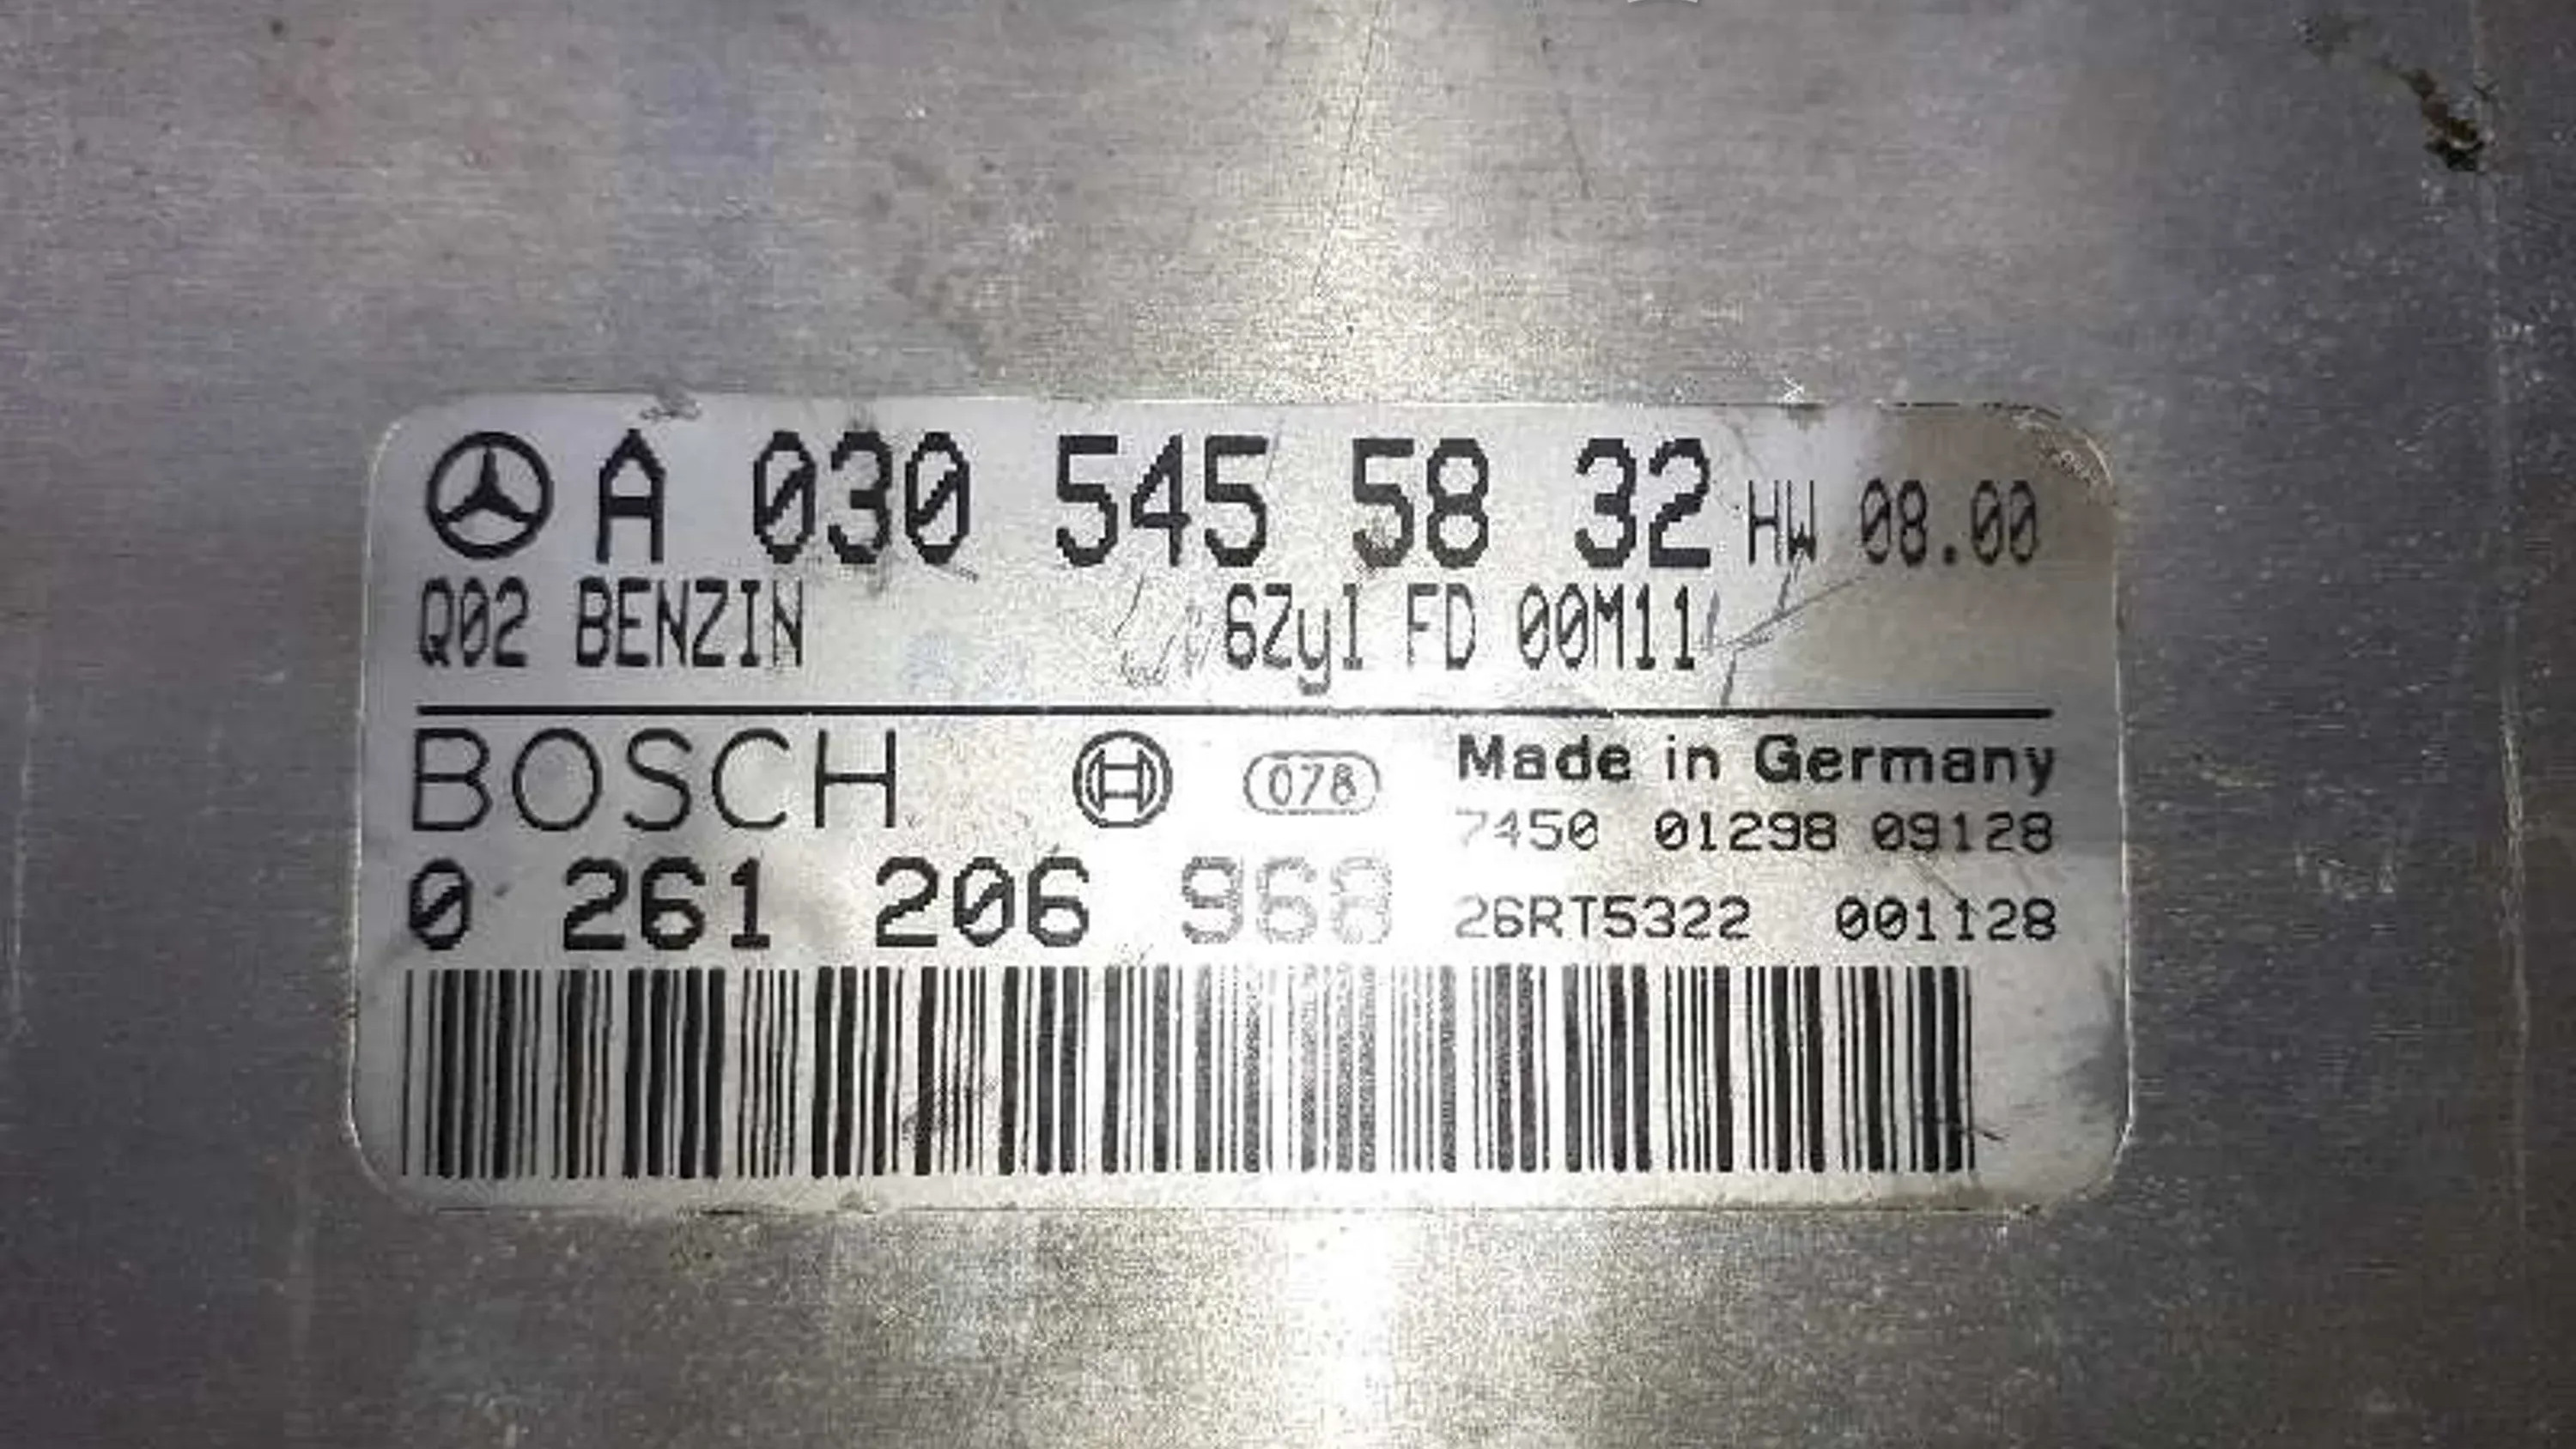 A 030 545 58 32 HW 08.00
Q02 BENZIN 6Zyl FD 00M11
BOSCH 078 Made in Germany
7450 01298 09128
0 261 206 968 26RT5322 001128